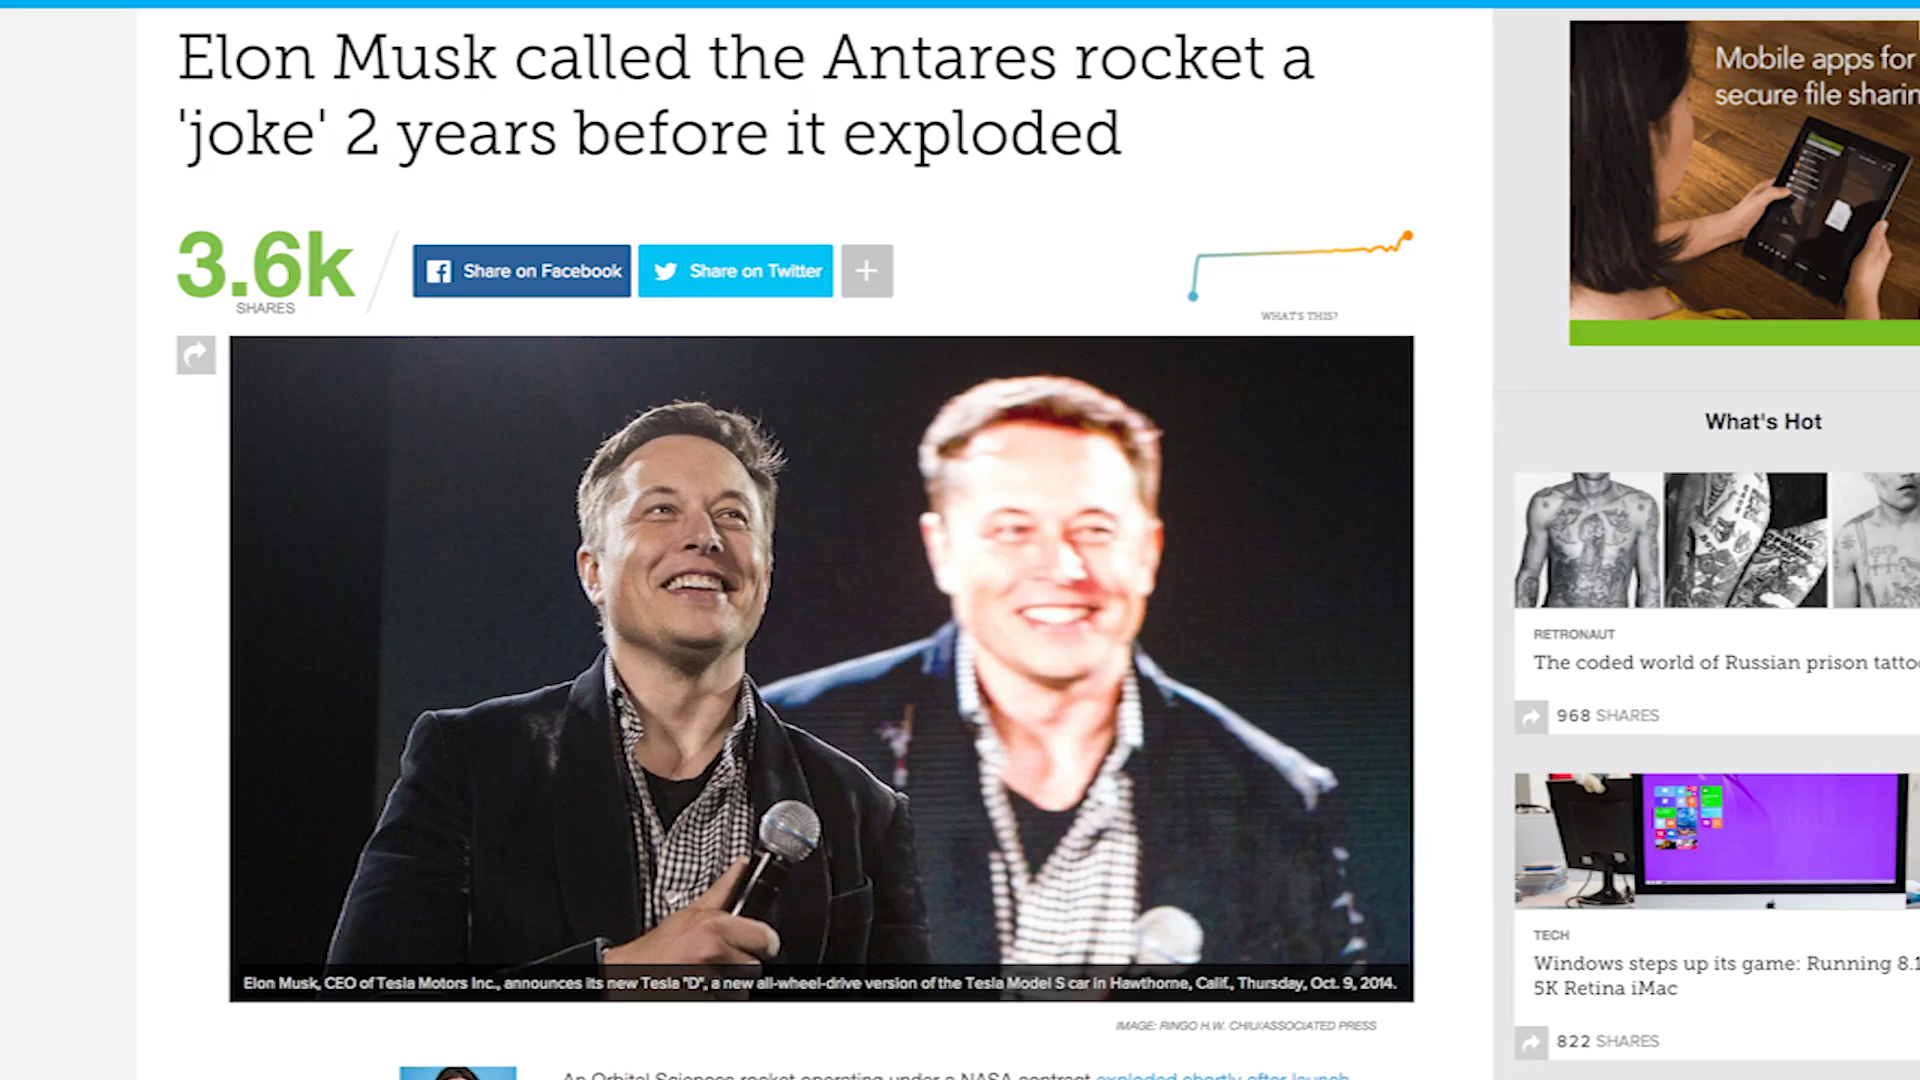 Elon Musk called the Antares rocket a
'joke' 2 years before it exploded
3.6k
SHARES
Share on Facebook
Share on Twitter
+
WHAT'S THIS?
Elon Musk, CEO of Tesla Motors Inc., announces its new Tesla "D", a new all-wheel-drive version of the Tesla Model S car in Hawthorne, Calif., Thursday, Oct. 9, 2014.
IMAGE: RINGO H.W. CHIU/ASSOCIATED PRESS
An Orbital Sciences rocket operating under a NASA contract exploded shortly after launch
Mobile apps for
secure file sharin
What's Hot
RETRONAUT
The coded world of Russian prison tatto
968 SHARES
TECH
Windows steps up its game: Running 8.1
5K Retina iMac
822 SHARES